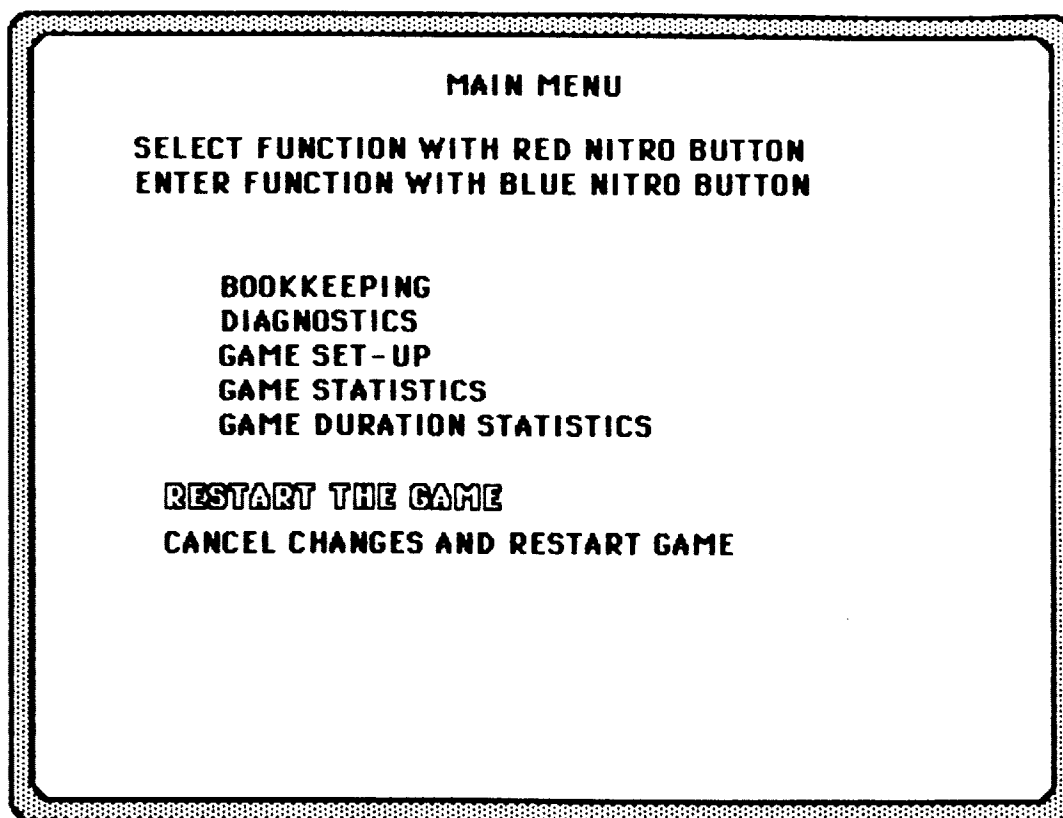 MAIN MENU
SELECT FUNCTION WITH RED NITRO BUTTON
ENTER FUNCTION WITH BLUE NITRO BUTTON
BOOKKEEPING
DIAGNOSTICS
GAME SET-UP
GAME STATISTICS
GAME DURATION STATISTICS
RESTART THE GAME
CANCEL CHANGES AND RESTART GAME